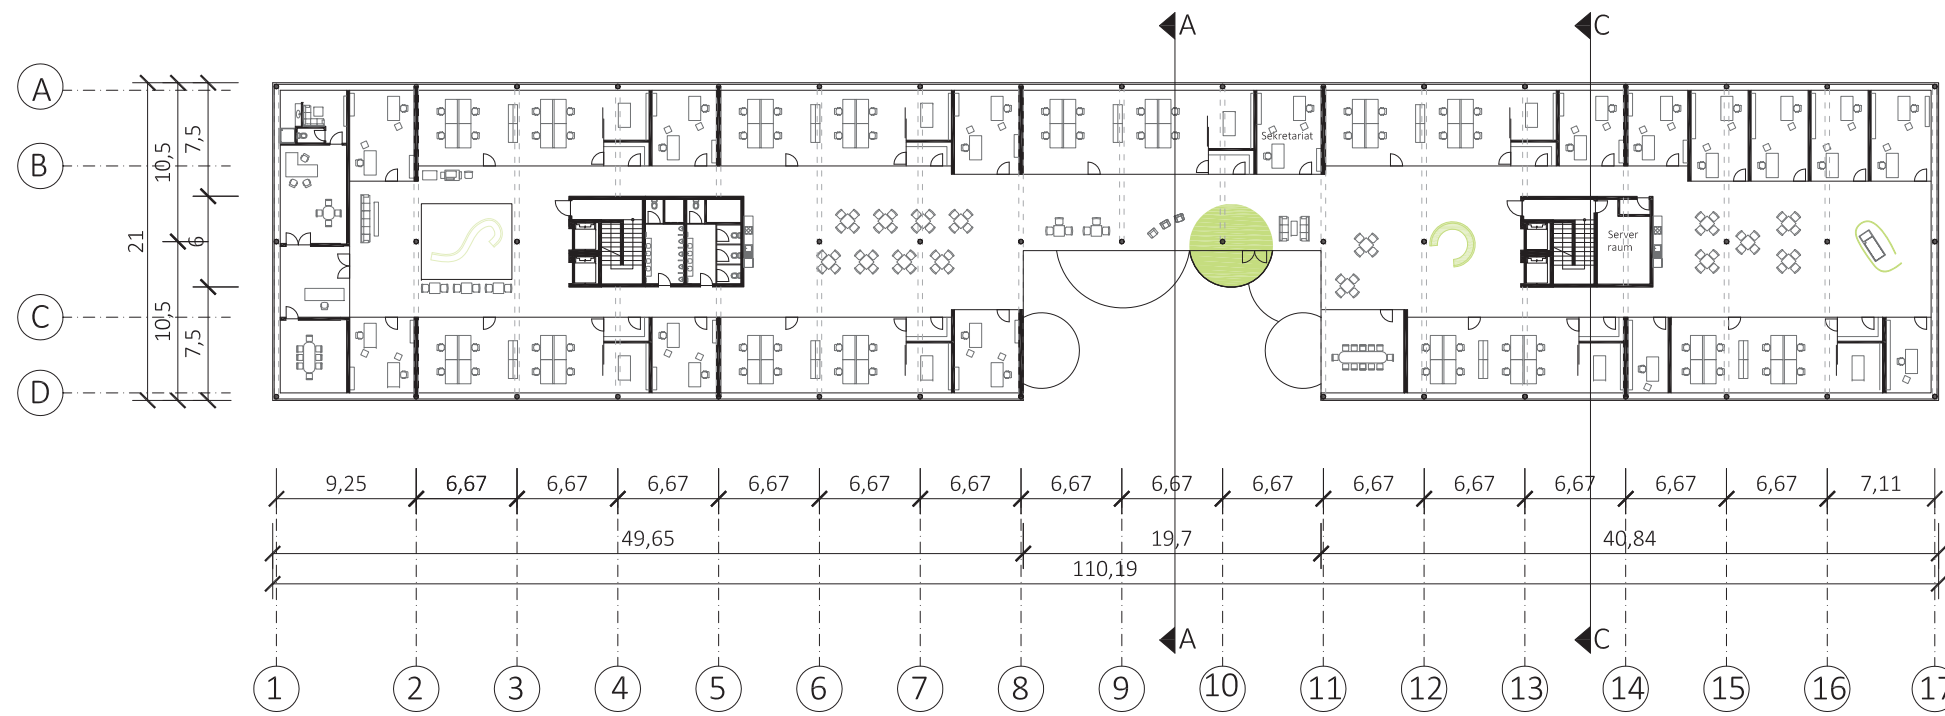 A
C
A
B
C
D
21
10,5
10,5
7,5
6
7,5
Sekretariat
Server
raum
9,25 6,67 6,67 6,67 6,67 6,67 6,67 6,67 6,67 6,67 6,67 6,67 6,67 6,67 6,67 7,11
49,65 19,7 40,84
110,19
A
C
1 2 3 4 5 6 7 8 9 10 11 12 13 14 15 16 17